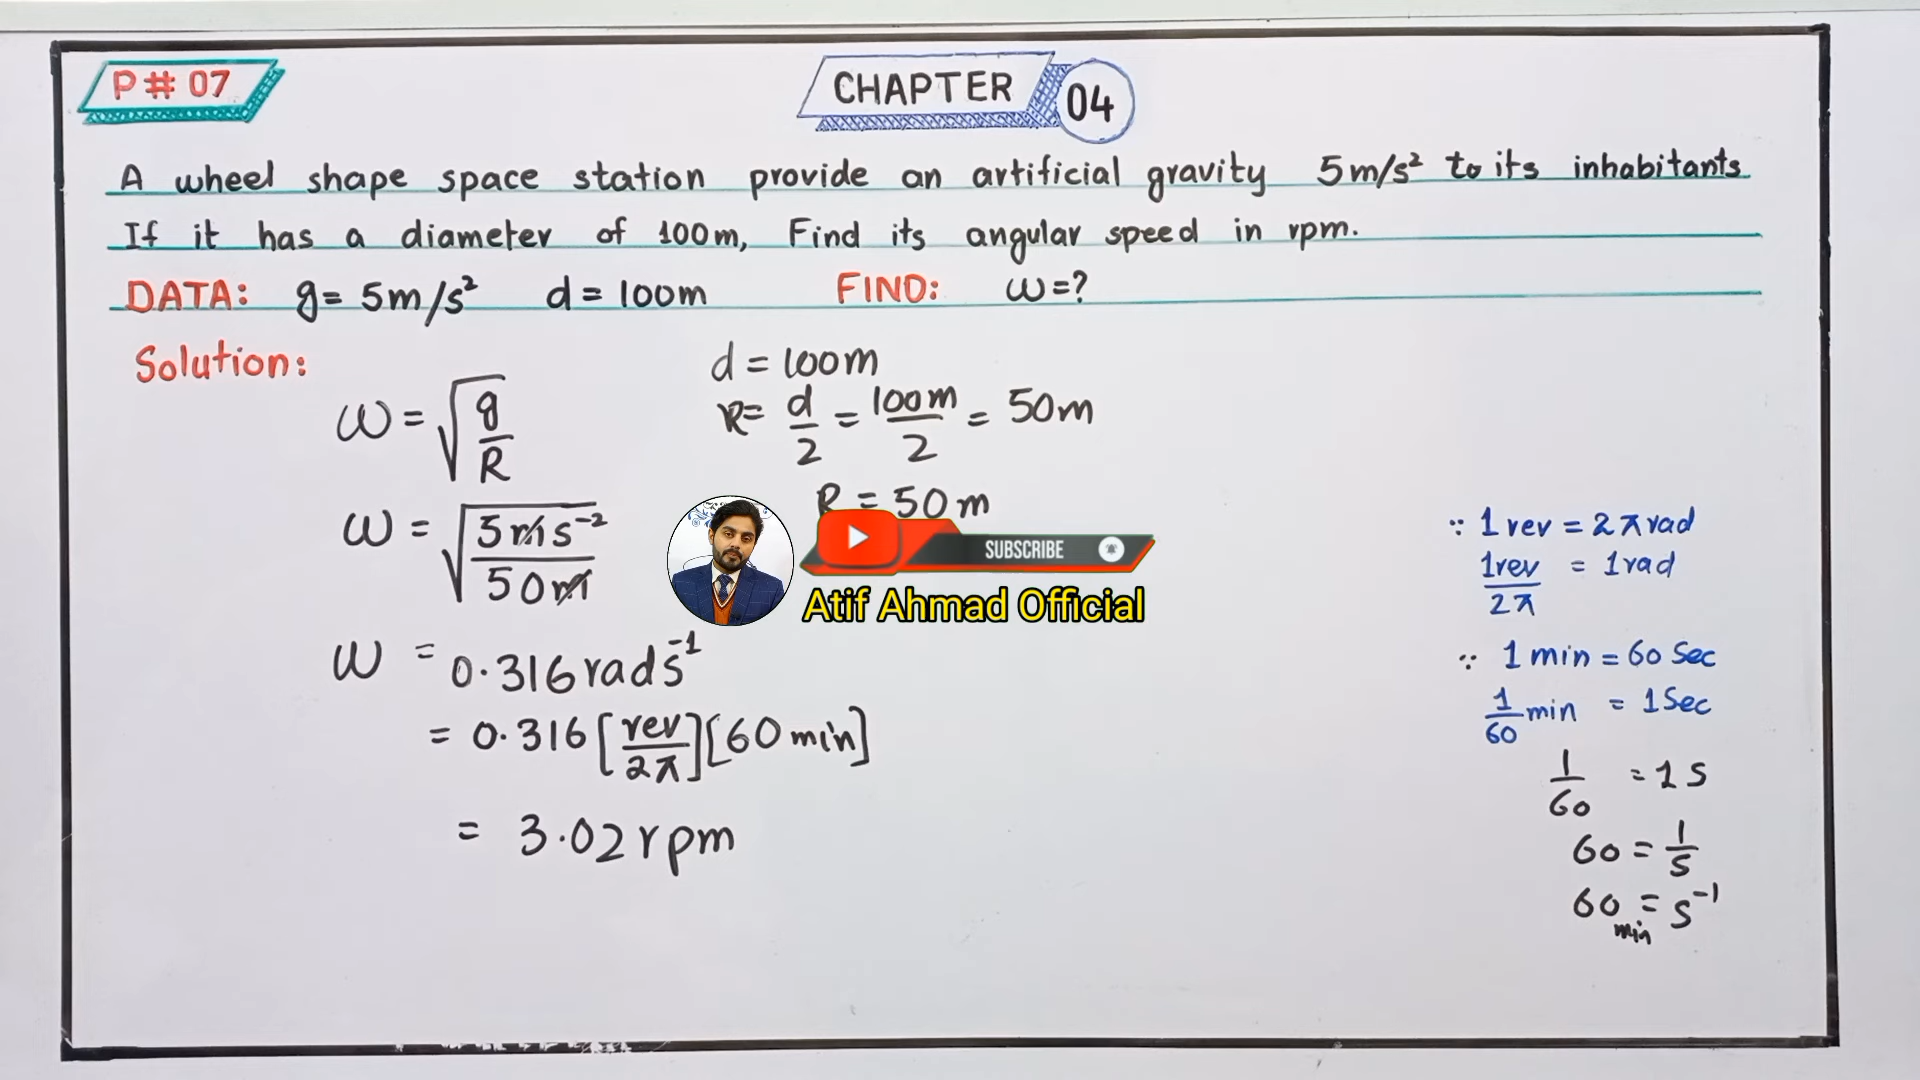 P # 07
CHAPTER 04
A wheel shape space station provide an artificial gravity 5m/s² to its inhabitants
If it has a diameter of 100m, Find its angular speed in rpm.
DATA: g= 5m/s² d = 100m FIND: ω=?
Solution:
ω = √(g/R)
ω = √(5ms⁻²/50m)
ω = 0.316 rad s⁻¹
= 0.316 [rev/2π][60 min]
= 3.02 rpm
d = 100m
R= d/2 = 100m/2 = 50m
R = 50m
SUBSCRIBE
Atif Ahmad Official
∵ 1 rev = 2π rad
1rev/2π = 1rad
∵ 1 min = 60 Sec
1/60 min = 1Sec
1/60 = 1 S
60 = 1/S
60 min = S⁻¹